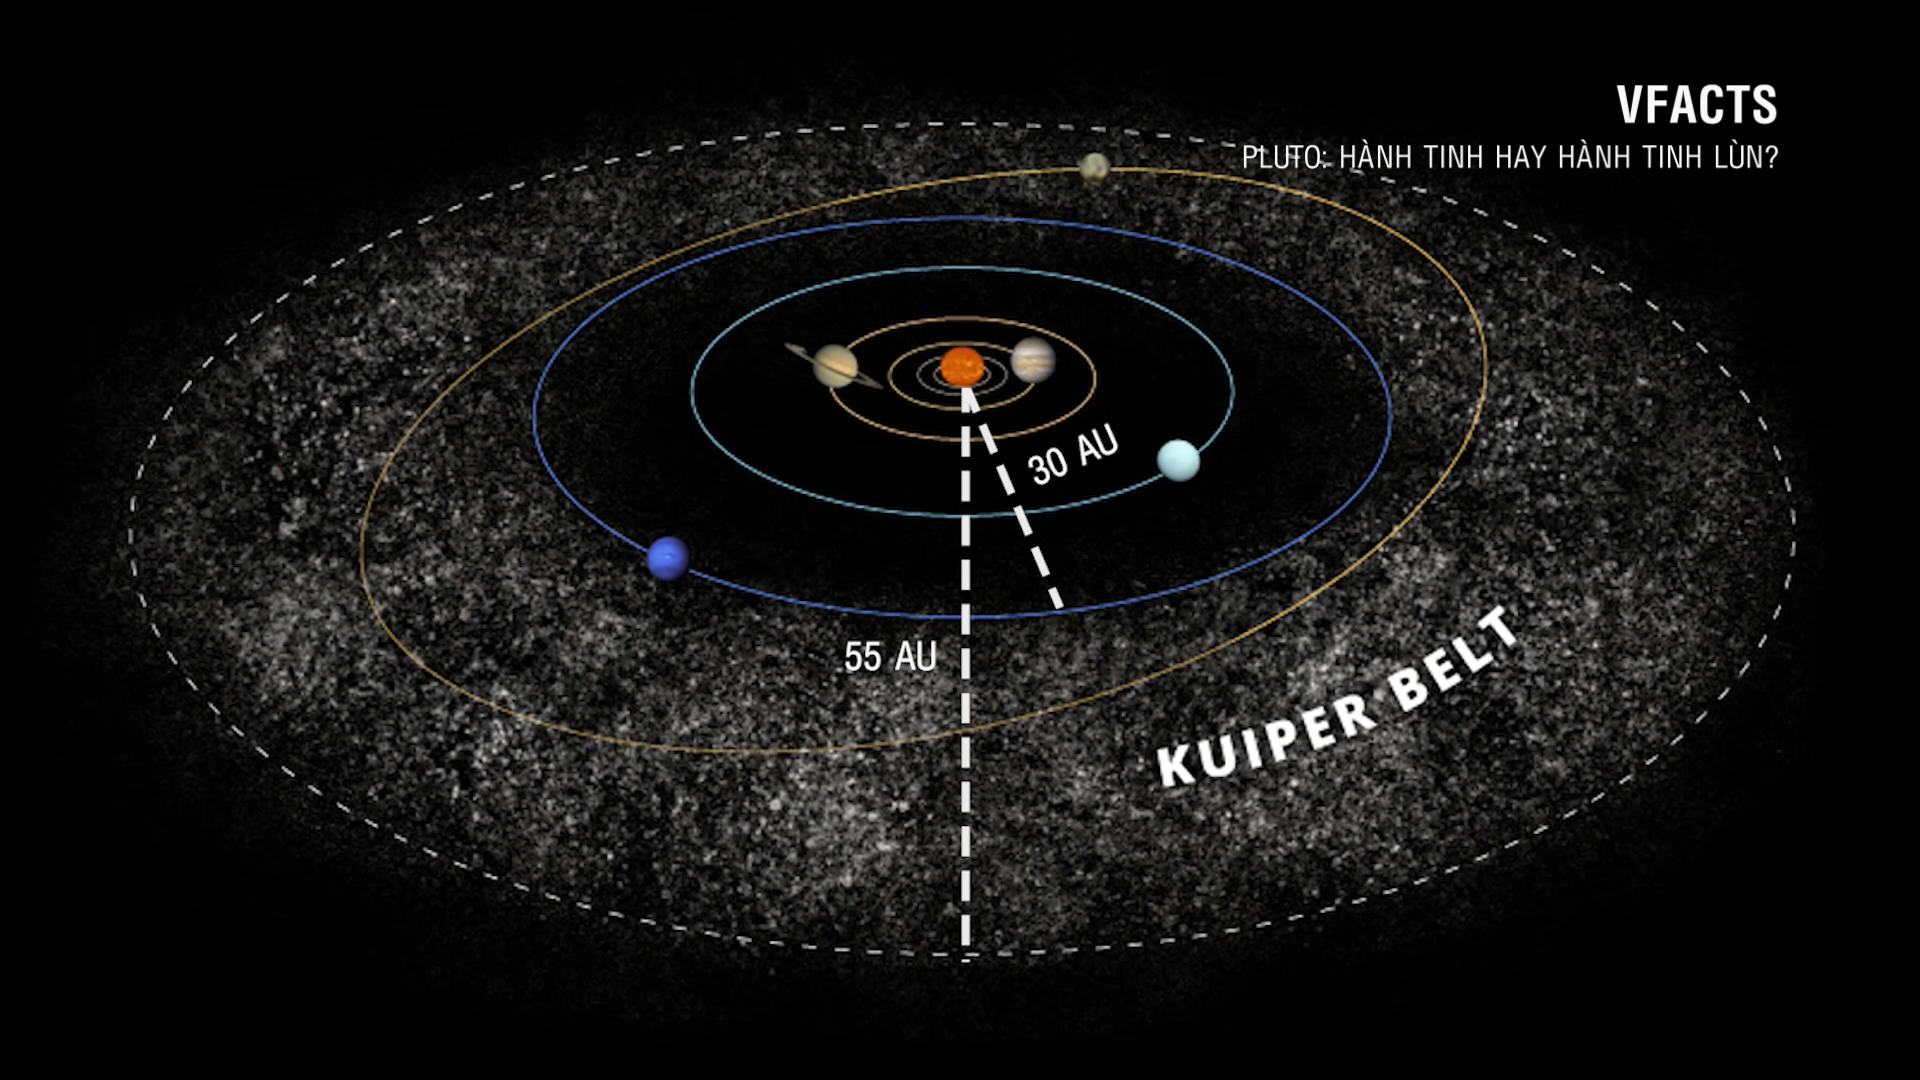 VFACTS
PLUTO: HÀNH TINH HAY HÀNH TINH LÙN?
30 AU
55 AU
KUIPER BELT